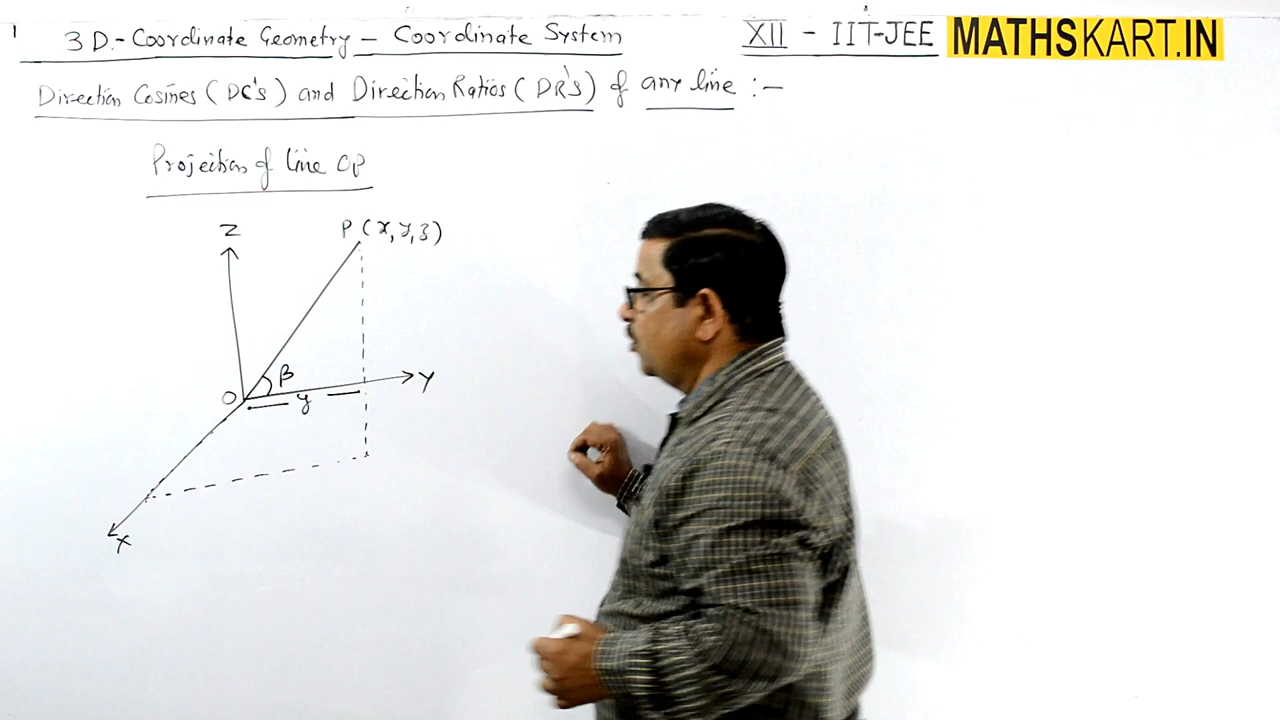 1 3D.-Coordinate Geometry - Coordinate System XII - IIT-JEE MATHSKART.IN
Direction Cosines (DC's) and Direction Ratios (DR's) of any line :-
Projection of line OP
Z P(x,y,z)
β
O y Y
X